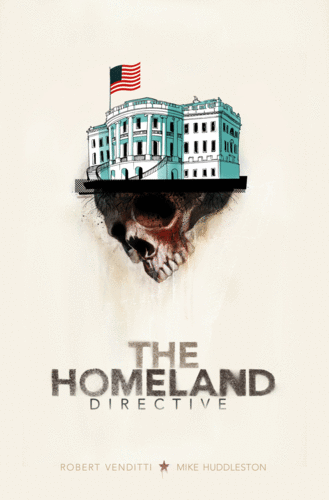 THE
HOMELAND
DIRECTIVE
ROBERT VENDITTI ★ MIKE HUDDLESTON